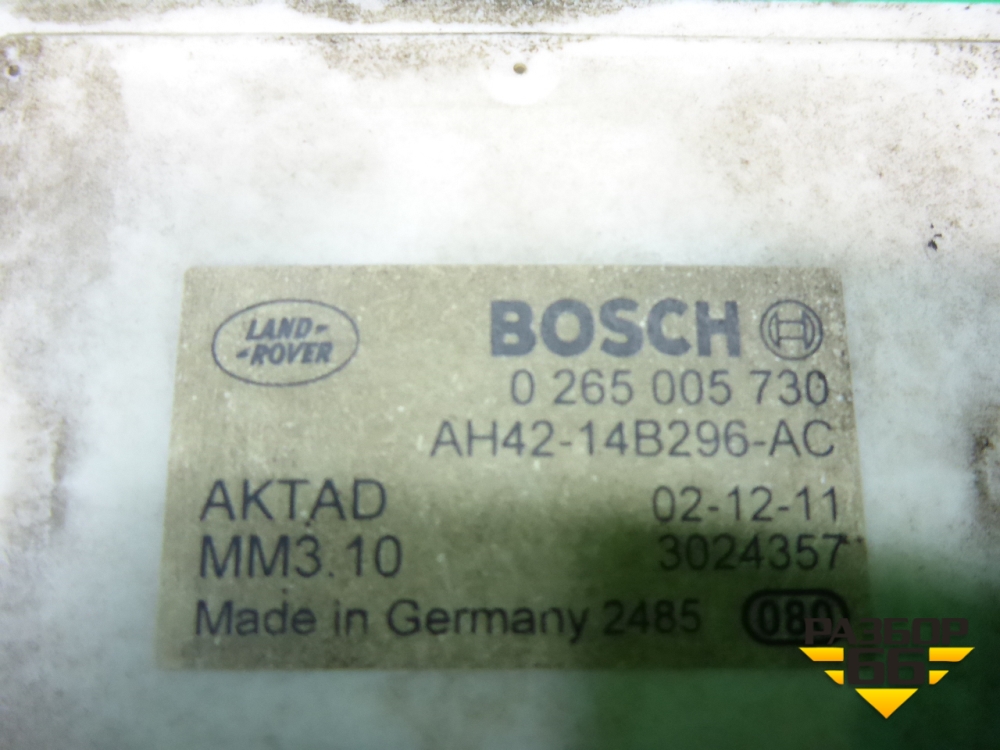 LAND-
-ROVER
BOSCH
0 265 005 730
AH42-14B296-AC
AKTAD 02-12-11
MM3.10 3024357
Made in Germany 2485 080
РАЗБОР
66